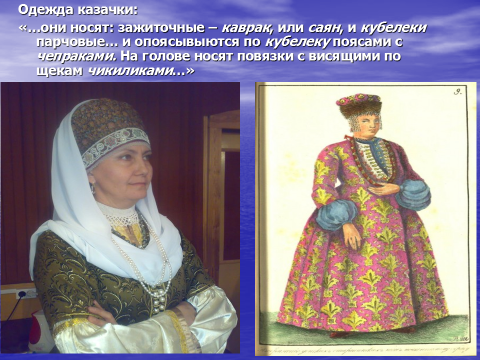 Одежда казачки:
«…они носят: зажиточные – каврак, или саян, и кубелеки
парчовые… и опоясывыются по кубелеку поясами с
чепраками. На голове носят повязки с висящими по
щекам чикиликами…»
9.